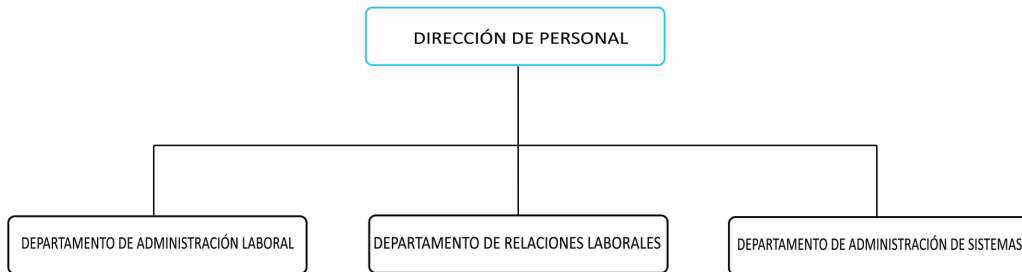 DIRECCIÓN DE PERSONAL
DEPARTAMENTO DE ADMINISTRACIÓN LABORAL
DEPARTAMENTO DE RELACIONES LABORALES
DEPARTAMENTO DE ADMINISTRACIÓN DE SISTEMAS